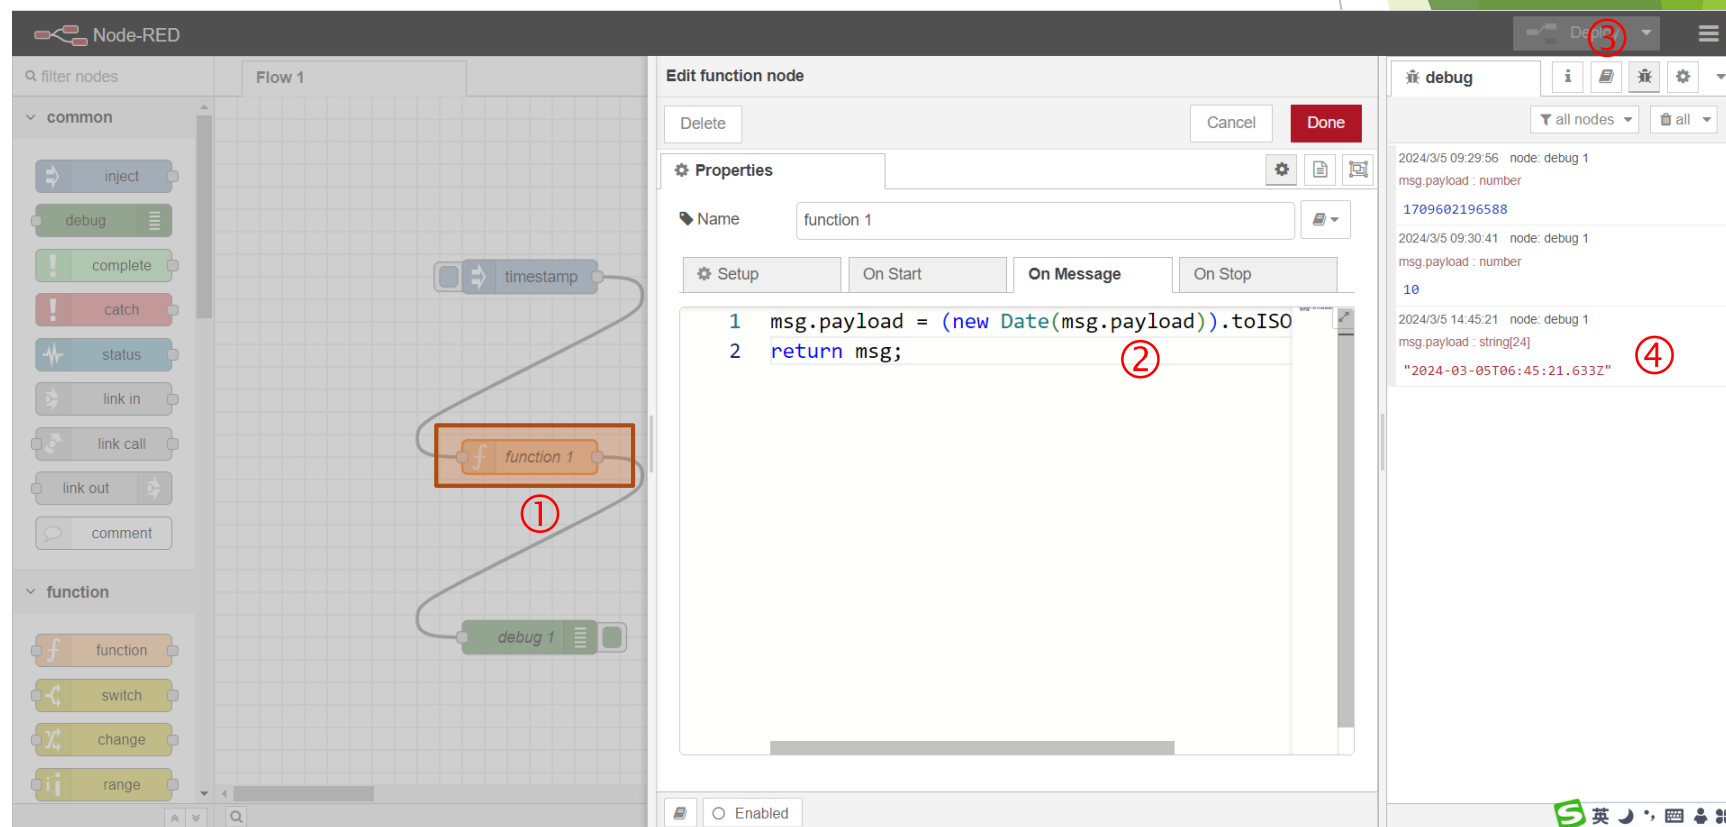 Node-RED
Deploy
③
filter nodes
Flow 1
common
inject
debug
complete
catch
status
link in
link call
link out
comment
function
function
switch
change
range
timestamp
function 1
①
debug 1
Edit function node
Delete
Cancel
Done
Properties
Name
function 1
Setup
On Start
On Message
On Stop
1 msg.payload = (new Date(msg.payload)).toISO
2 return msg;
②
Enabled
debug
i
all nodes
all
2024/3/5 09:29:56 node: debug 1
msg.payload : number
1709602196588
2024/3/5 09:30:41 node: debug 1
msg.payload : number
10
2024/3/5 14:45:21 node: debug 1
msg.payload : string[24]
"2024-03-05T06:45:21.633Z"
④
S 英